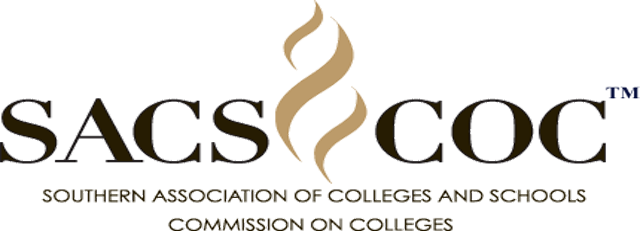 SACS COC™
SOUTHERN ASSOCIATION OF COLLEGES AND SCHOOLS
COMMISSION ON COLLEGES